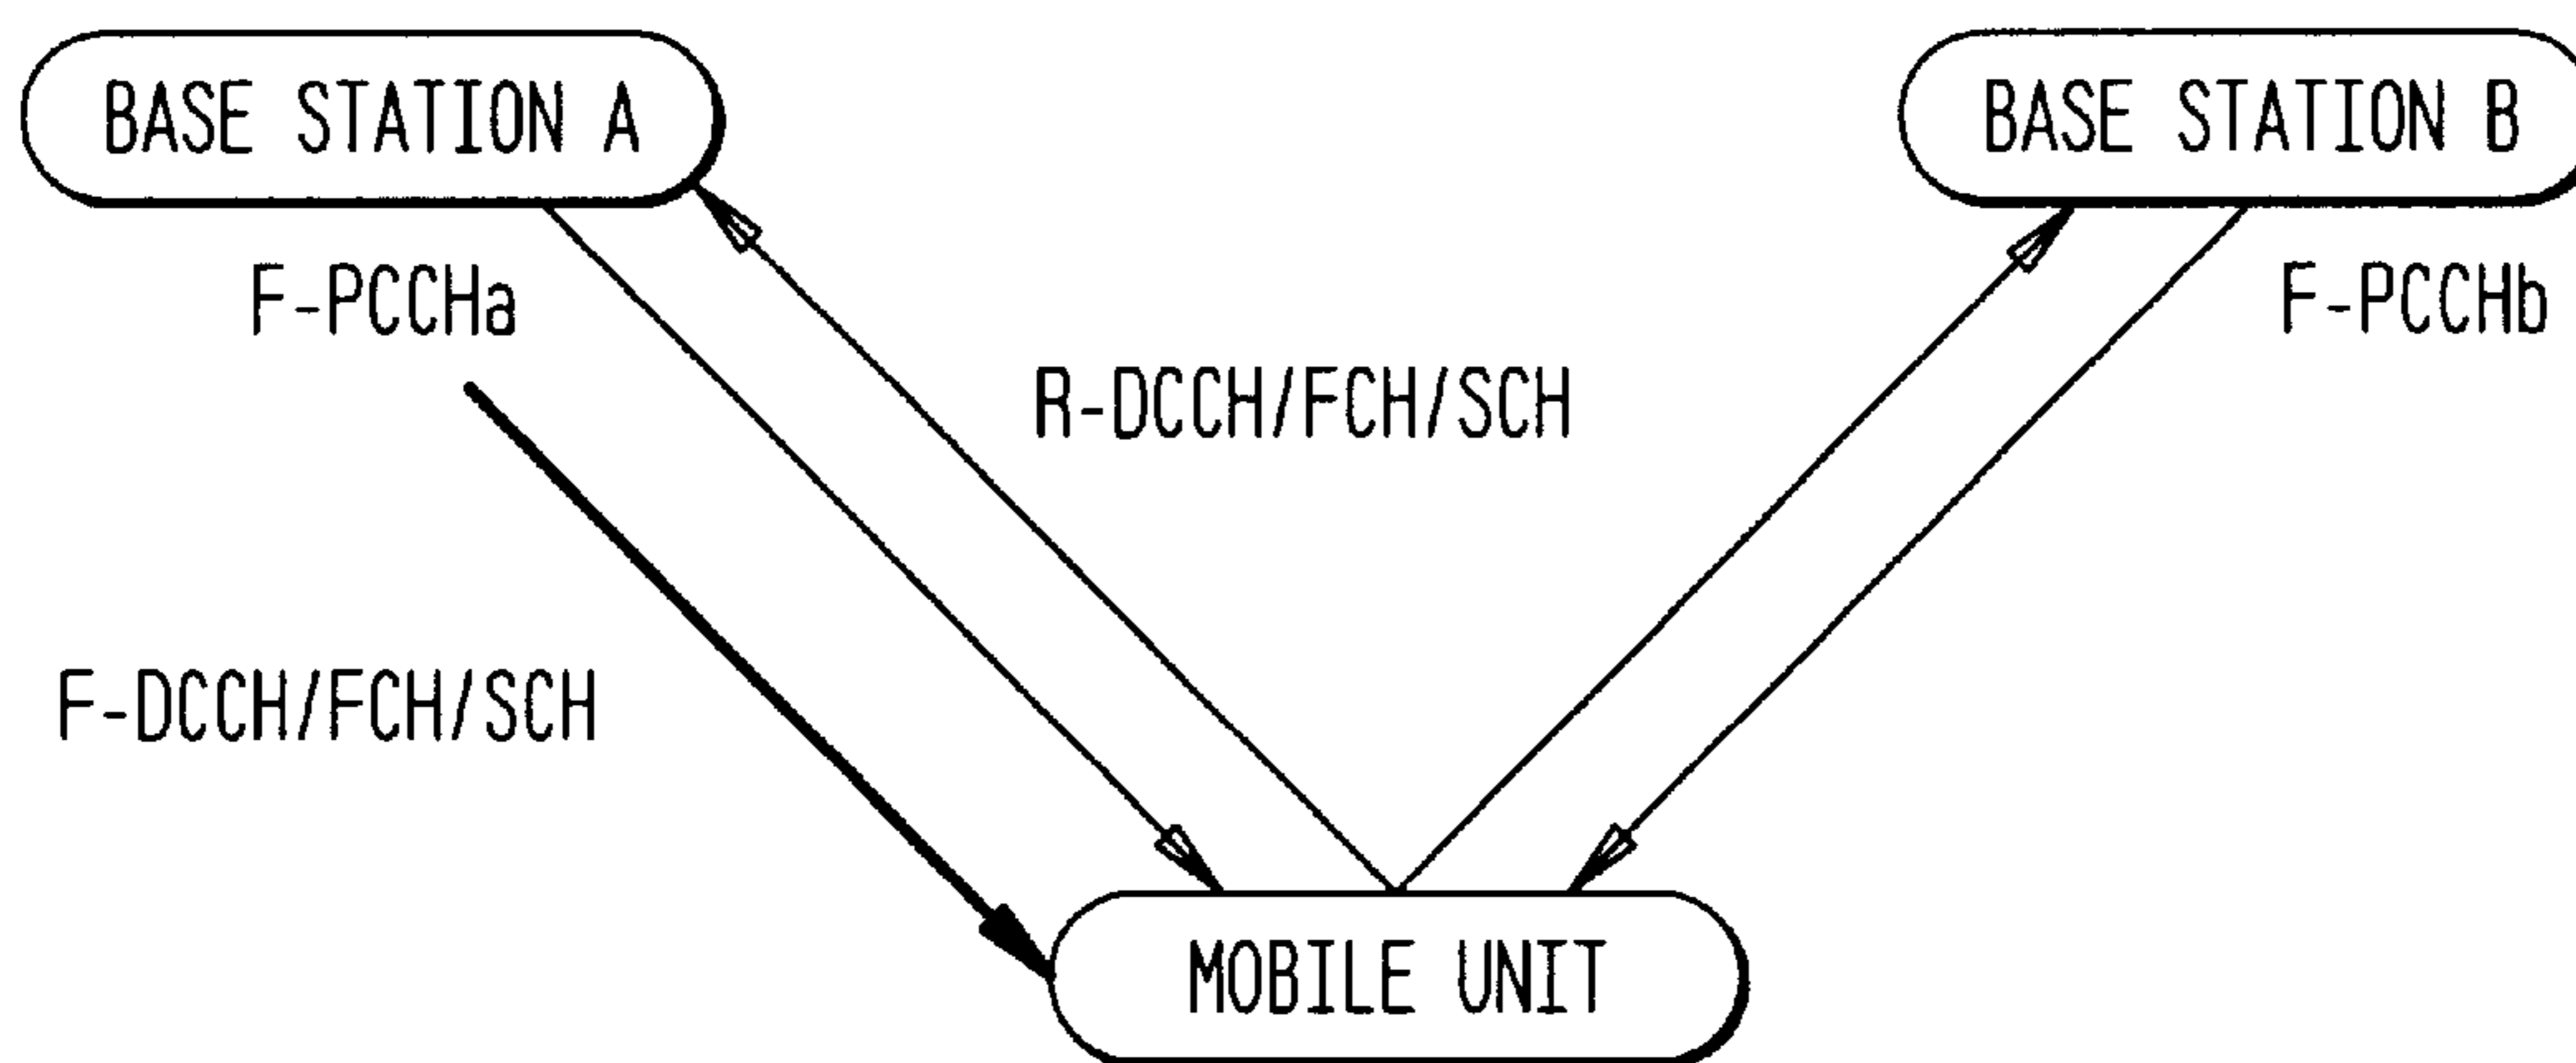 BASE STATION A
BASE STATION B
F-PCCHa
F-PCCHb
R-DCCH/FCH/SCH
F-DCCH/FCH/SCH
MOBILE UNIT